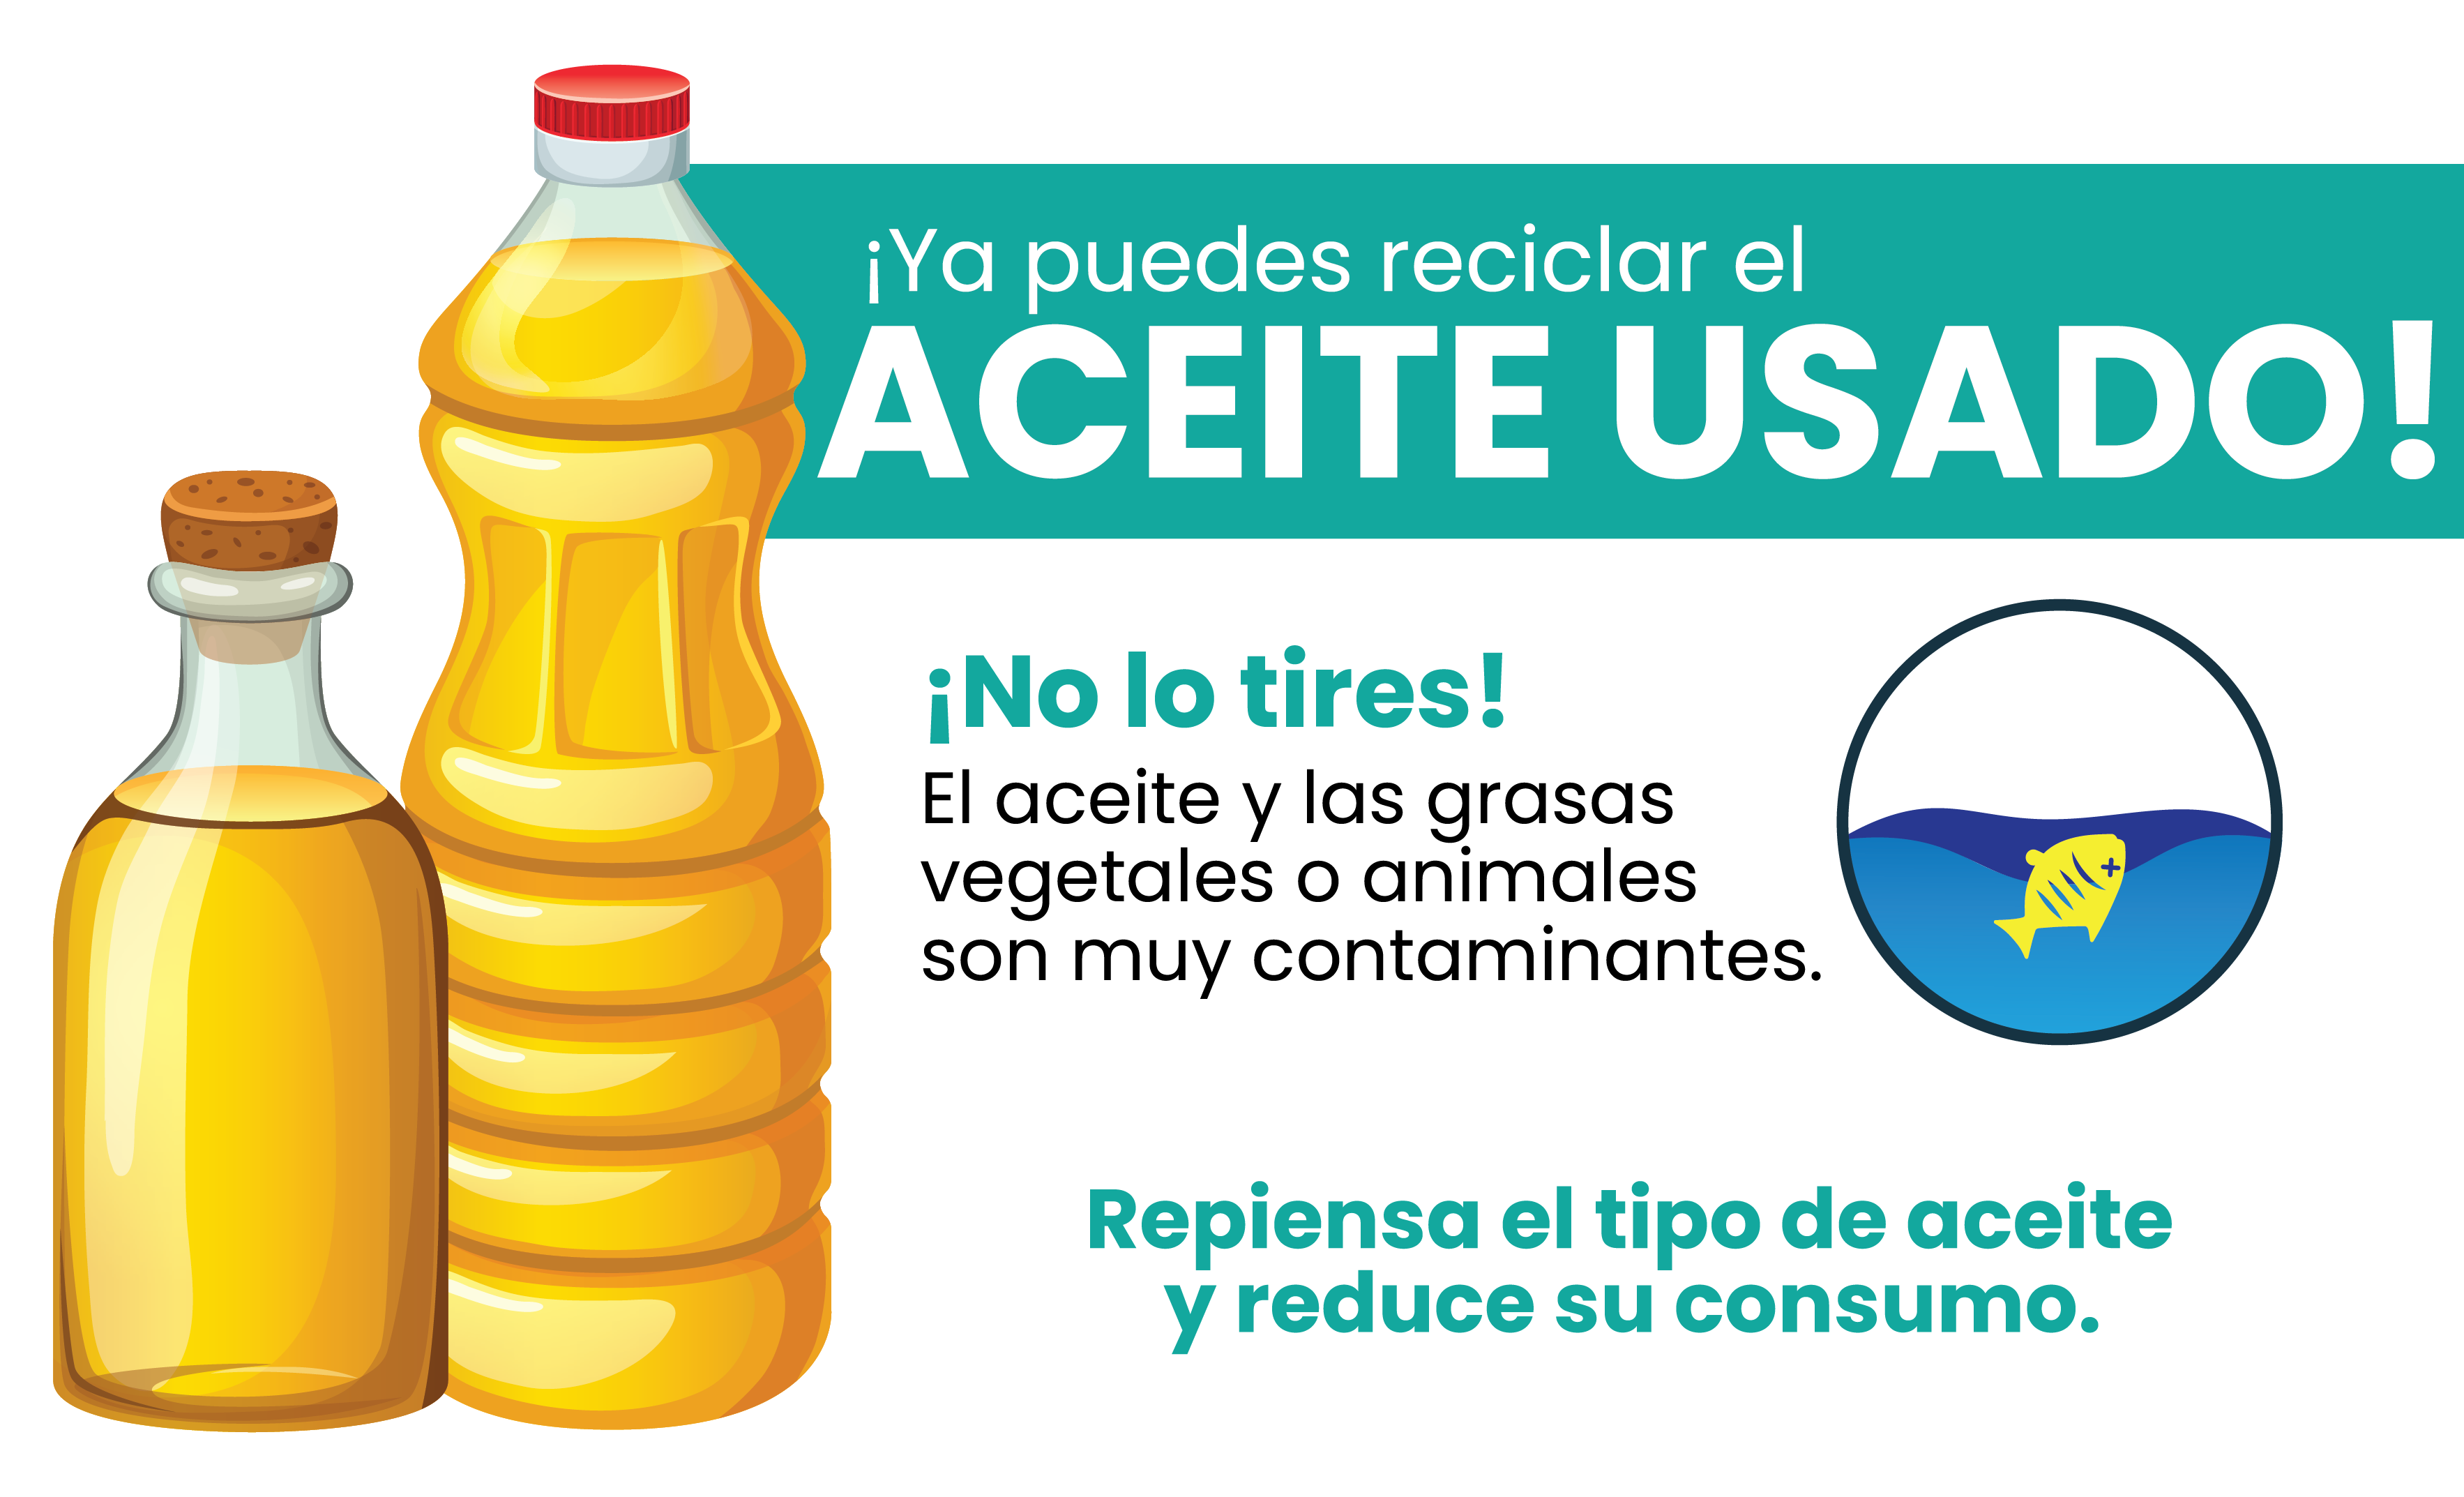 ¡Ya puedes reciclar el
ACEITE USADO!
¡No lo tires!
El aceite y las grasas
vegetales o animales
son muy contaminantes.
Repiensa el tipo de aceite
y reduce su consumo.